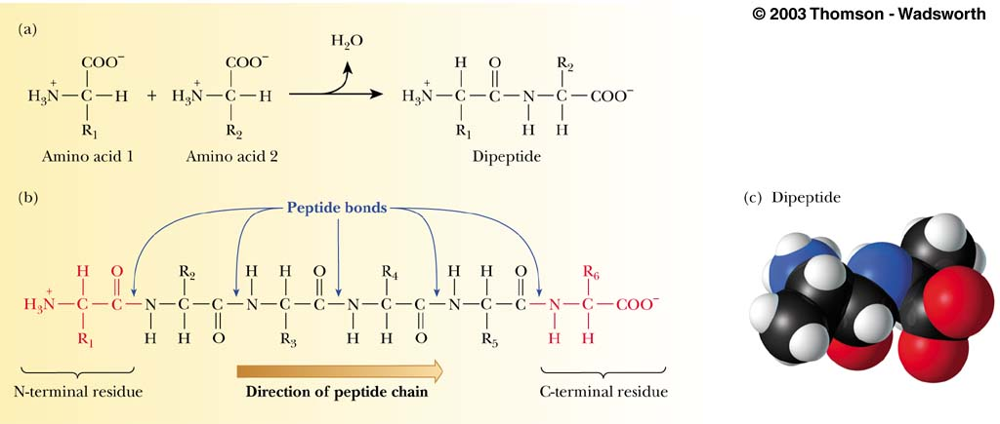 © 2003 Thomson - Wadsworth
(a)
H₂O
COO⁻ COO⁻ H O R₂
H₃N⁺—C—H + H₃N⁺—C—H H₃N⁺—C—C—N—C—COO⁻
R₁ R₂ R₁ H H
Amino acid 1 Amino acid 2 Dipeptide
(b)
Peptide bonds
H O R₂ H H O R₄ H H O R₆
H₃N⁺—C—C—N—C—C—N—C—C—N—C—C—N—C—C—N—C—COO⁻
R₁ H H O R₃ H H O R₅ H H
N-terminal residue Direction of peptide chain C-terminal residue
(c) Dipeptide